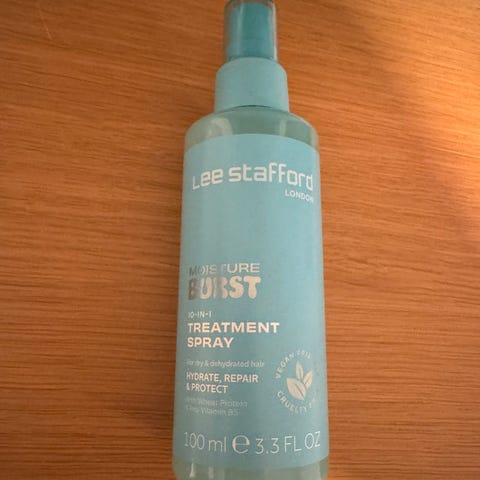 Lee Stafford
LONDON
MOISTURE
BURST
10-IN-1
TREATMENT
SPRAY
For dry & dehydrated hair
HYDRATE, REPAIR
& PROTECT
With Wheat Protein
& Pro-Vitamin B5
VEGAN
CRUELTY
100 ml ℮ 3.3 FL OZ